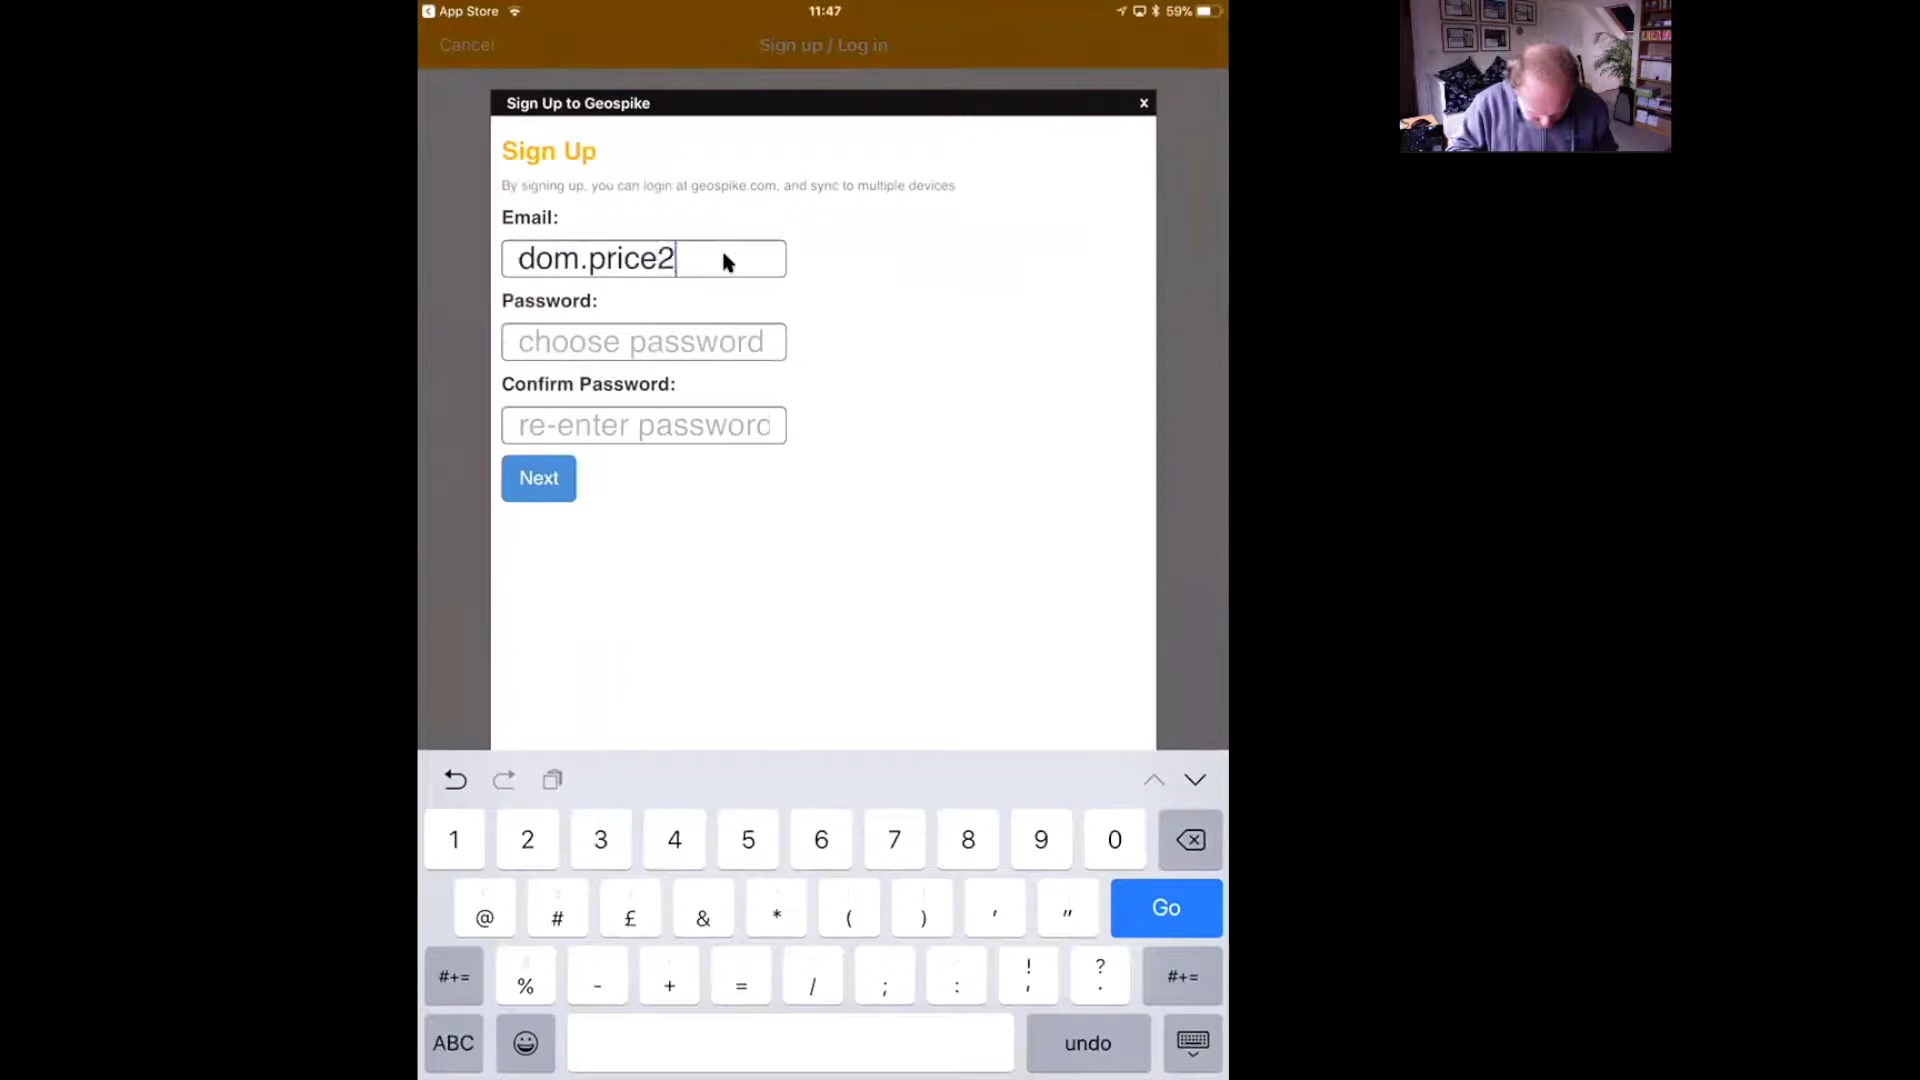 App Store
11:47
59%
Cancel
Sign up / Log in
Sign Up to Geospike
x
Sign Up
By signing up, you can login at geospike.com, and sync to multiple devices
Email:
dom.price2
Password:
choose password
Confirm Password:
re-enter password
Next
1 2 3 4 5 6 7 8 9 0
@ # £ & * ( ) ' "
Go
#+= % - + = / ; : ! , ? . #+=
ABC
undo